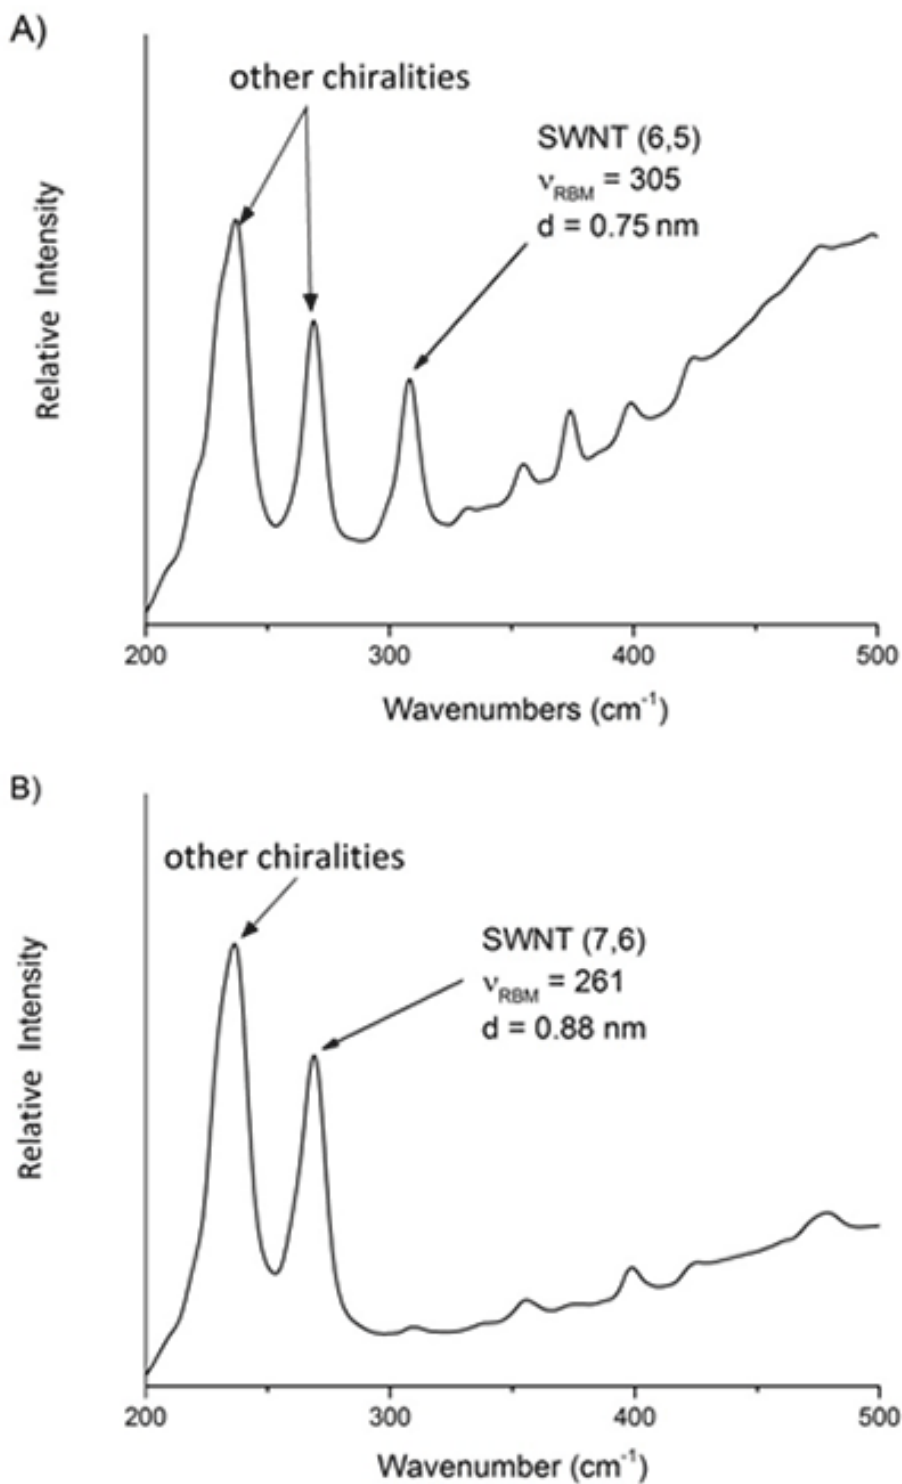 A)
other chiralities
SWNT (6,5)
νRBM = 305
d = 0.75 nm
Relative Intensity
200 300 400 500
Wavenumbers (cm-1)
B)
other chiralities
SWNT (7,6)
νRBM = 261
d = 0.88 nm
Relative Intensity
200 300 400 500
Wavenumber (cm-1)